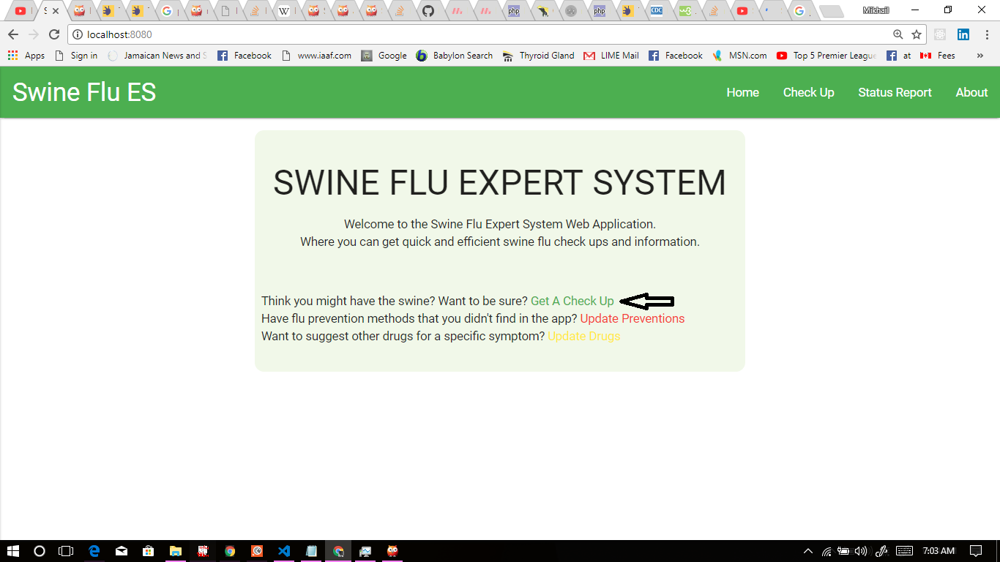 Mikhail
localhost:8080
Apps Sign in Jamaican News and S Facebook www.iaaf.com Google Babylon Search Thyroid Gland LIME Mail Facebook MSN.com Top 5 Premier League at Fees »
Swine Flu ES Home Check Up Status Report About
SWINE FLU EXPERT SYSTEM
Welcome to the Swine Flu Expert System Web Application.
Where you can get quick and efficient swine flu check ups and information.
Think you might have the swine? Want to be sure? Get A Check Up
Have flu prevention methods that you didn't find in the app? Update Preventions
Want to suggest other drugs for a specific symptom? Update Drugs
7:03 AM